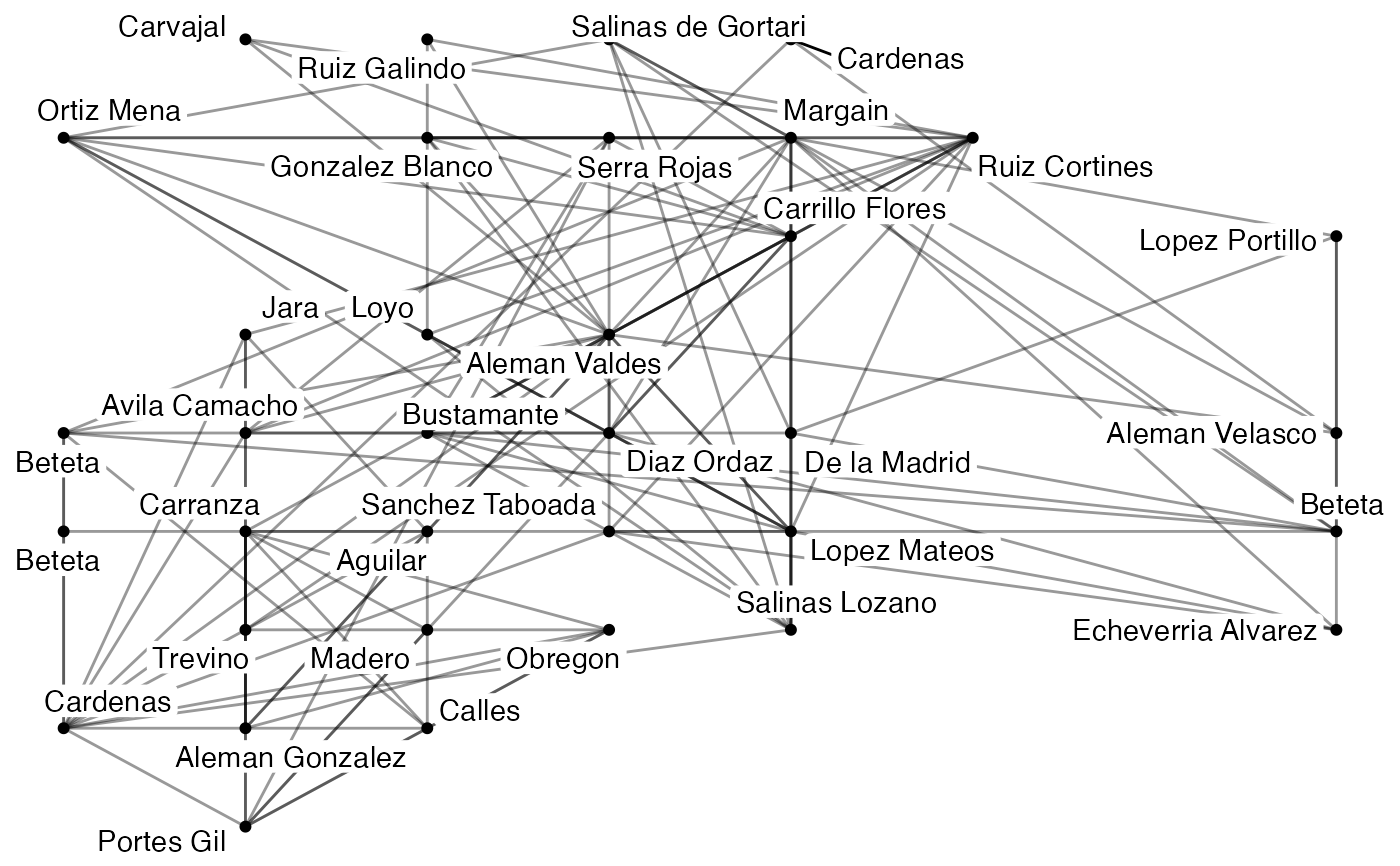 Carvajal
Salinas de Gortari
Cardenas
Ruiz Galindo
Ortiz Mena
Margain
Gonzalez Blanco
Serra Rojas
Ruiz Cortines
Carrillo Flores
Lopez Portillo
Jara
Loyo
Aleman Valdes
Avila Camacho
Bustamante
Aleman Velasco
Beteta
Diaz Ordaz
De la Madrid
Carranza
Sanchez Taboada
Beteta
Beteta
Aguilar
Lopez Mateos
Salinas Lozano
Echeverria Alvarez
Trevino
Madero
Obregon
Cardenas
Calles
Aleman Gonzalez
Portes Gil